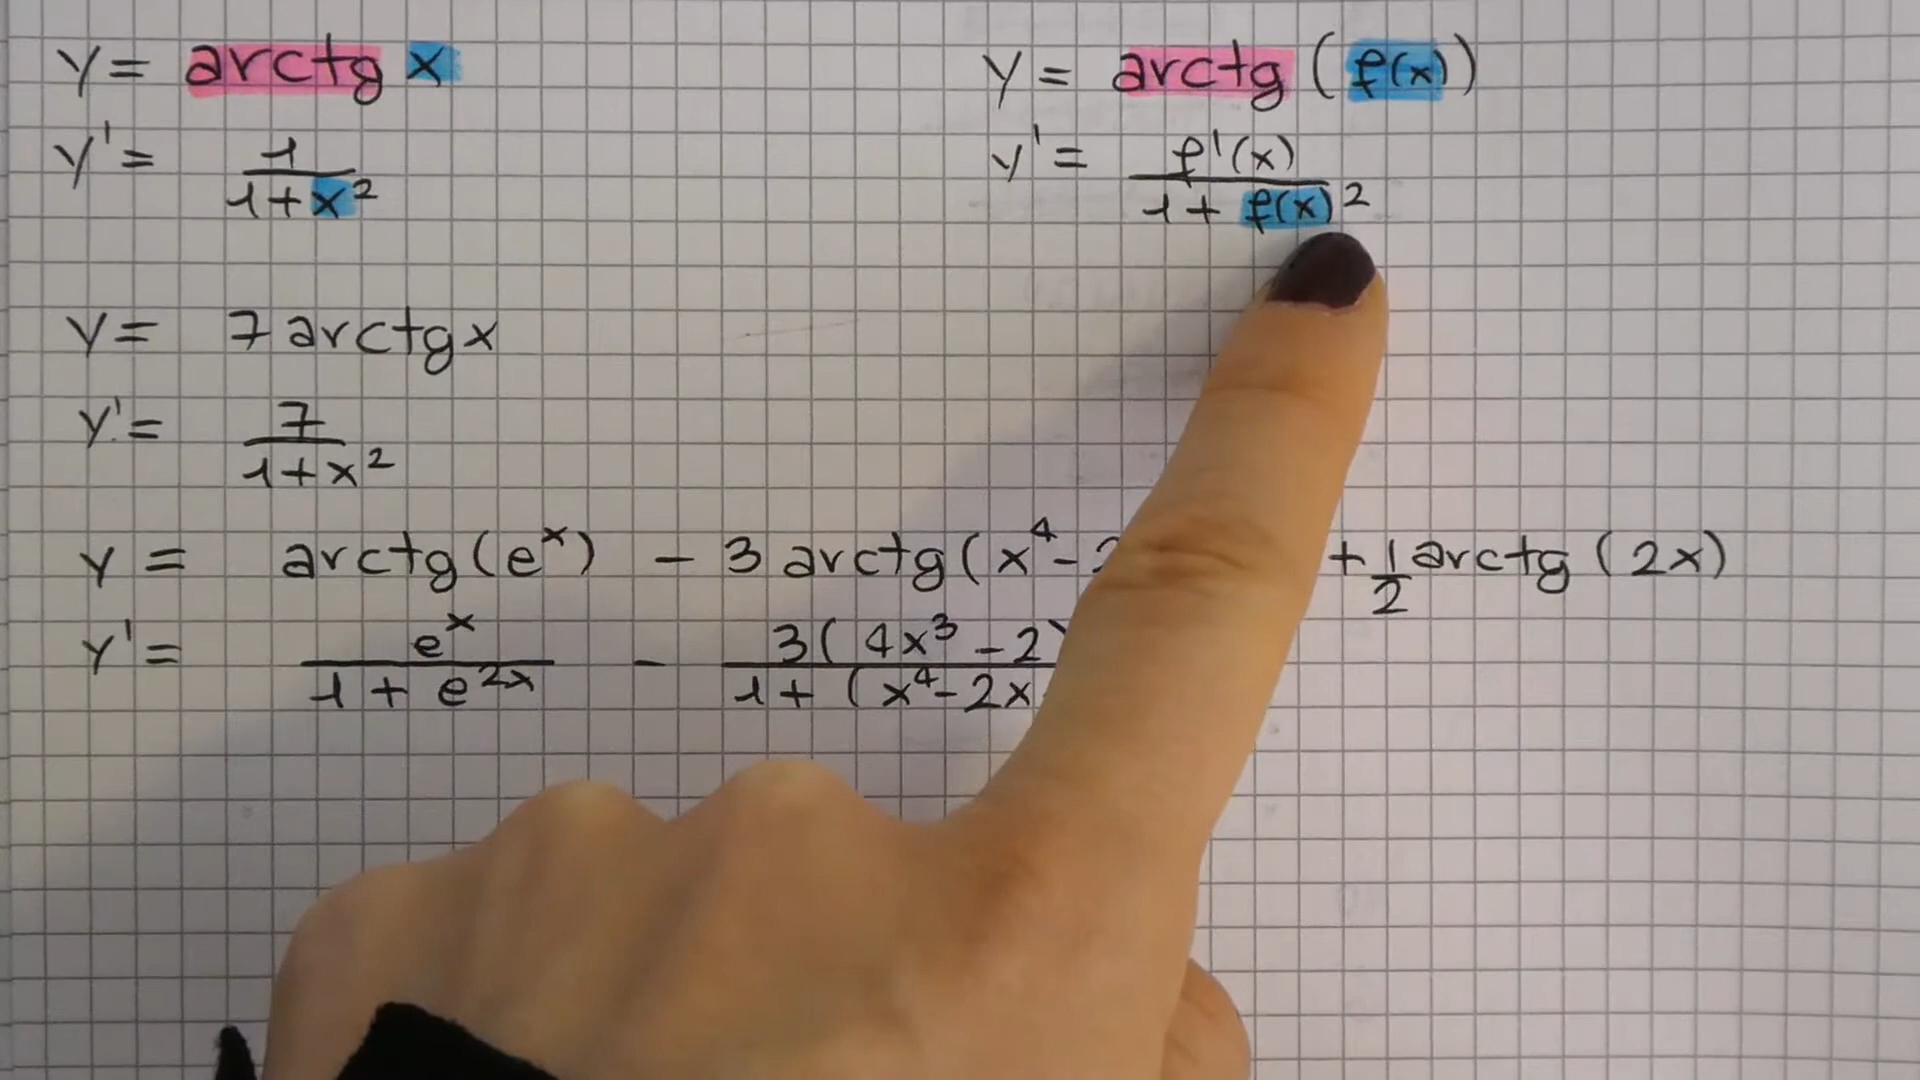 y = arctg x
y' = 1/(1+x²)
y = arctg (f(x))
y' = f'(x)/(1 + f(x)²)
y = 7 arctg x
y' = 7/(1+x²)
y = arctg(eˣ) - 3 arctg(x⁴- + 1/2 arctg (2x)
y' = eˣ/(1 + e²ˣ) - 3( 4x³ - 2/1+ (x⁴-2x